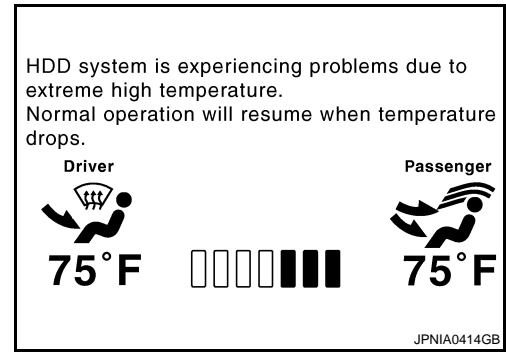 HDD system is experiencing problems due to
extreme high temperature.
Normal operation will resume when temperature
drops.
Driver
Passenger
75°F
75°F
JPNIA0414GB